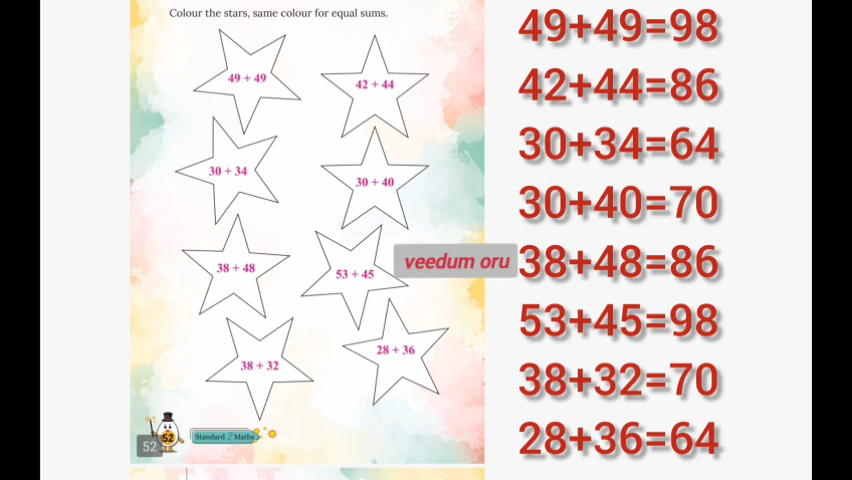 Colour the stars, same colour for equal sums.
49 + 49
42 + 44
30 + 34
30 + 40
38 + 48
53 + 45
38 + 32
28 + 36
52
52
Standard 2 Maths
veedum oru
49+49=98
42+44=86
30+34=64
30+40=70
38+48=86
53+45=98
38+32=70
28+36=64